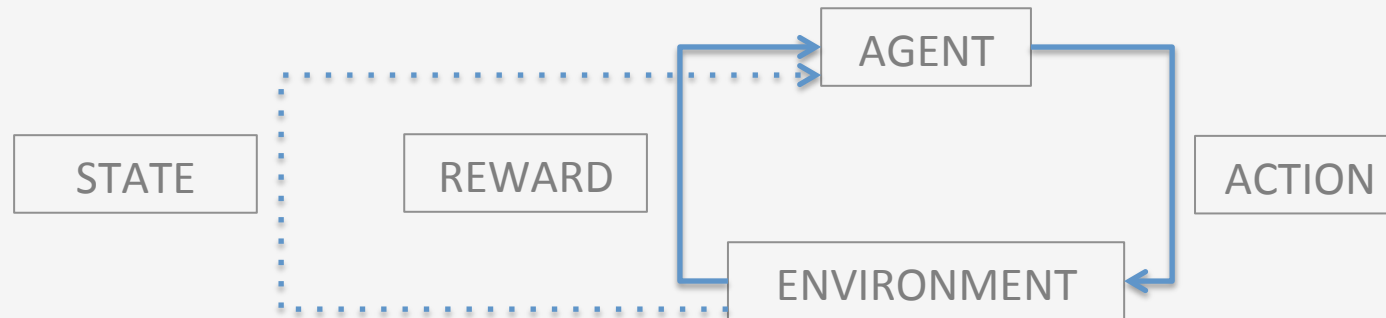 AGENT
STATE
REWARD
ACTION
ENVIRONMENT